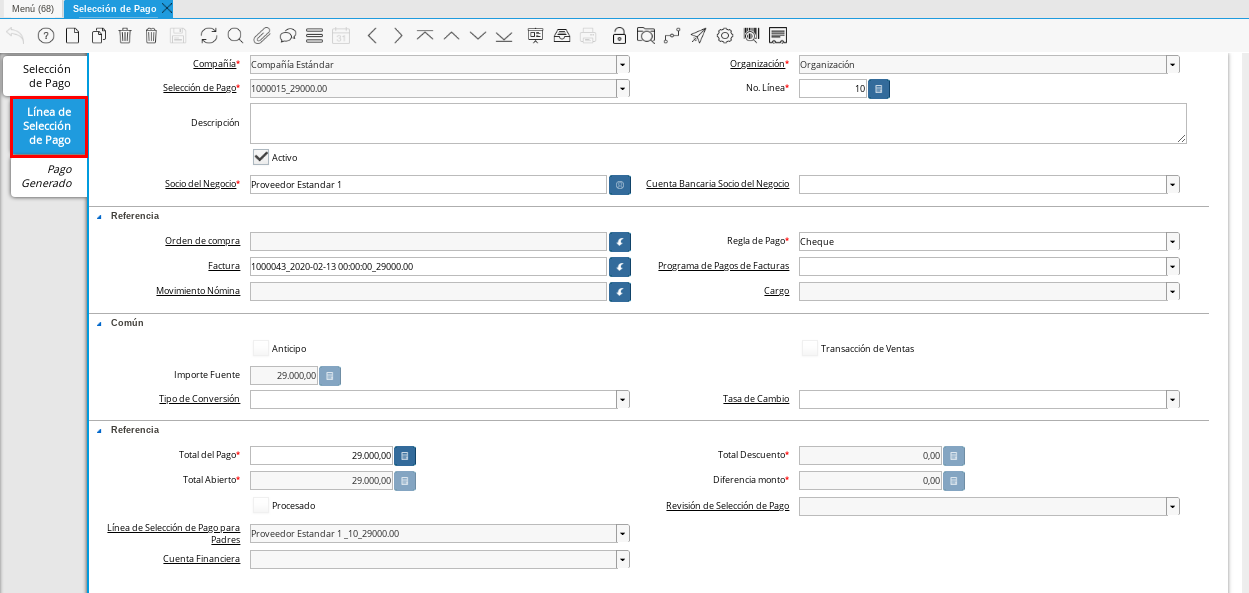 Menú (68)
Selección de Pago
Selección de Pago
Línea de Selección de Pago
Pago Generado
Compañía* Compañía Estándar
Organización* Organización
Selección de Pago* 1000015_29000.00
No. Línea* 10
Descripción
Activo
Socio del Negocio* Proveedor Estandar 1
Cuenta Bancaria Socio del Negocio
Referencia
Orden de compra
Regla de Pago* Cheque
Factura 1000043_2020-02-13 00:00:00_29000.00
Programa de Pagos de Facturas
Movimiento Nómina
Cargo
Común
Anticipo
Transacción de Ventas
Importe Fuente 29.000,00
Tipo de Conversión
Tasa de Cambio
Referencia
Total del Pago* 29.000,00
Total Descuento* 0,00
Total Abierto* 29.000,00
Diferencia monto* 0,00
Procesado
Revisión de Selección de Pago
Línea de Selección de Pago para Padres Proveedor Estandar 1 _10_29000.00
Cuenta Financiera